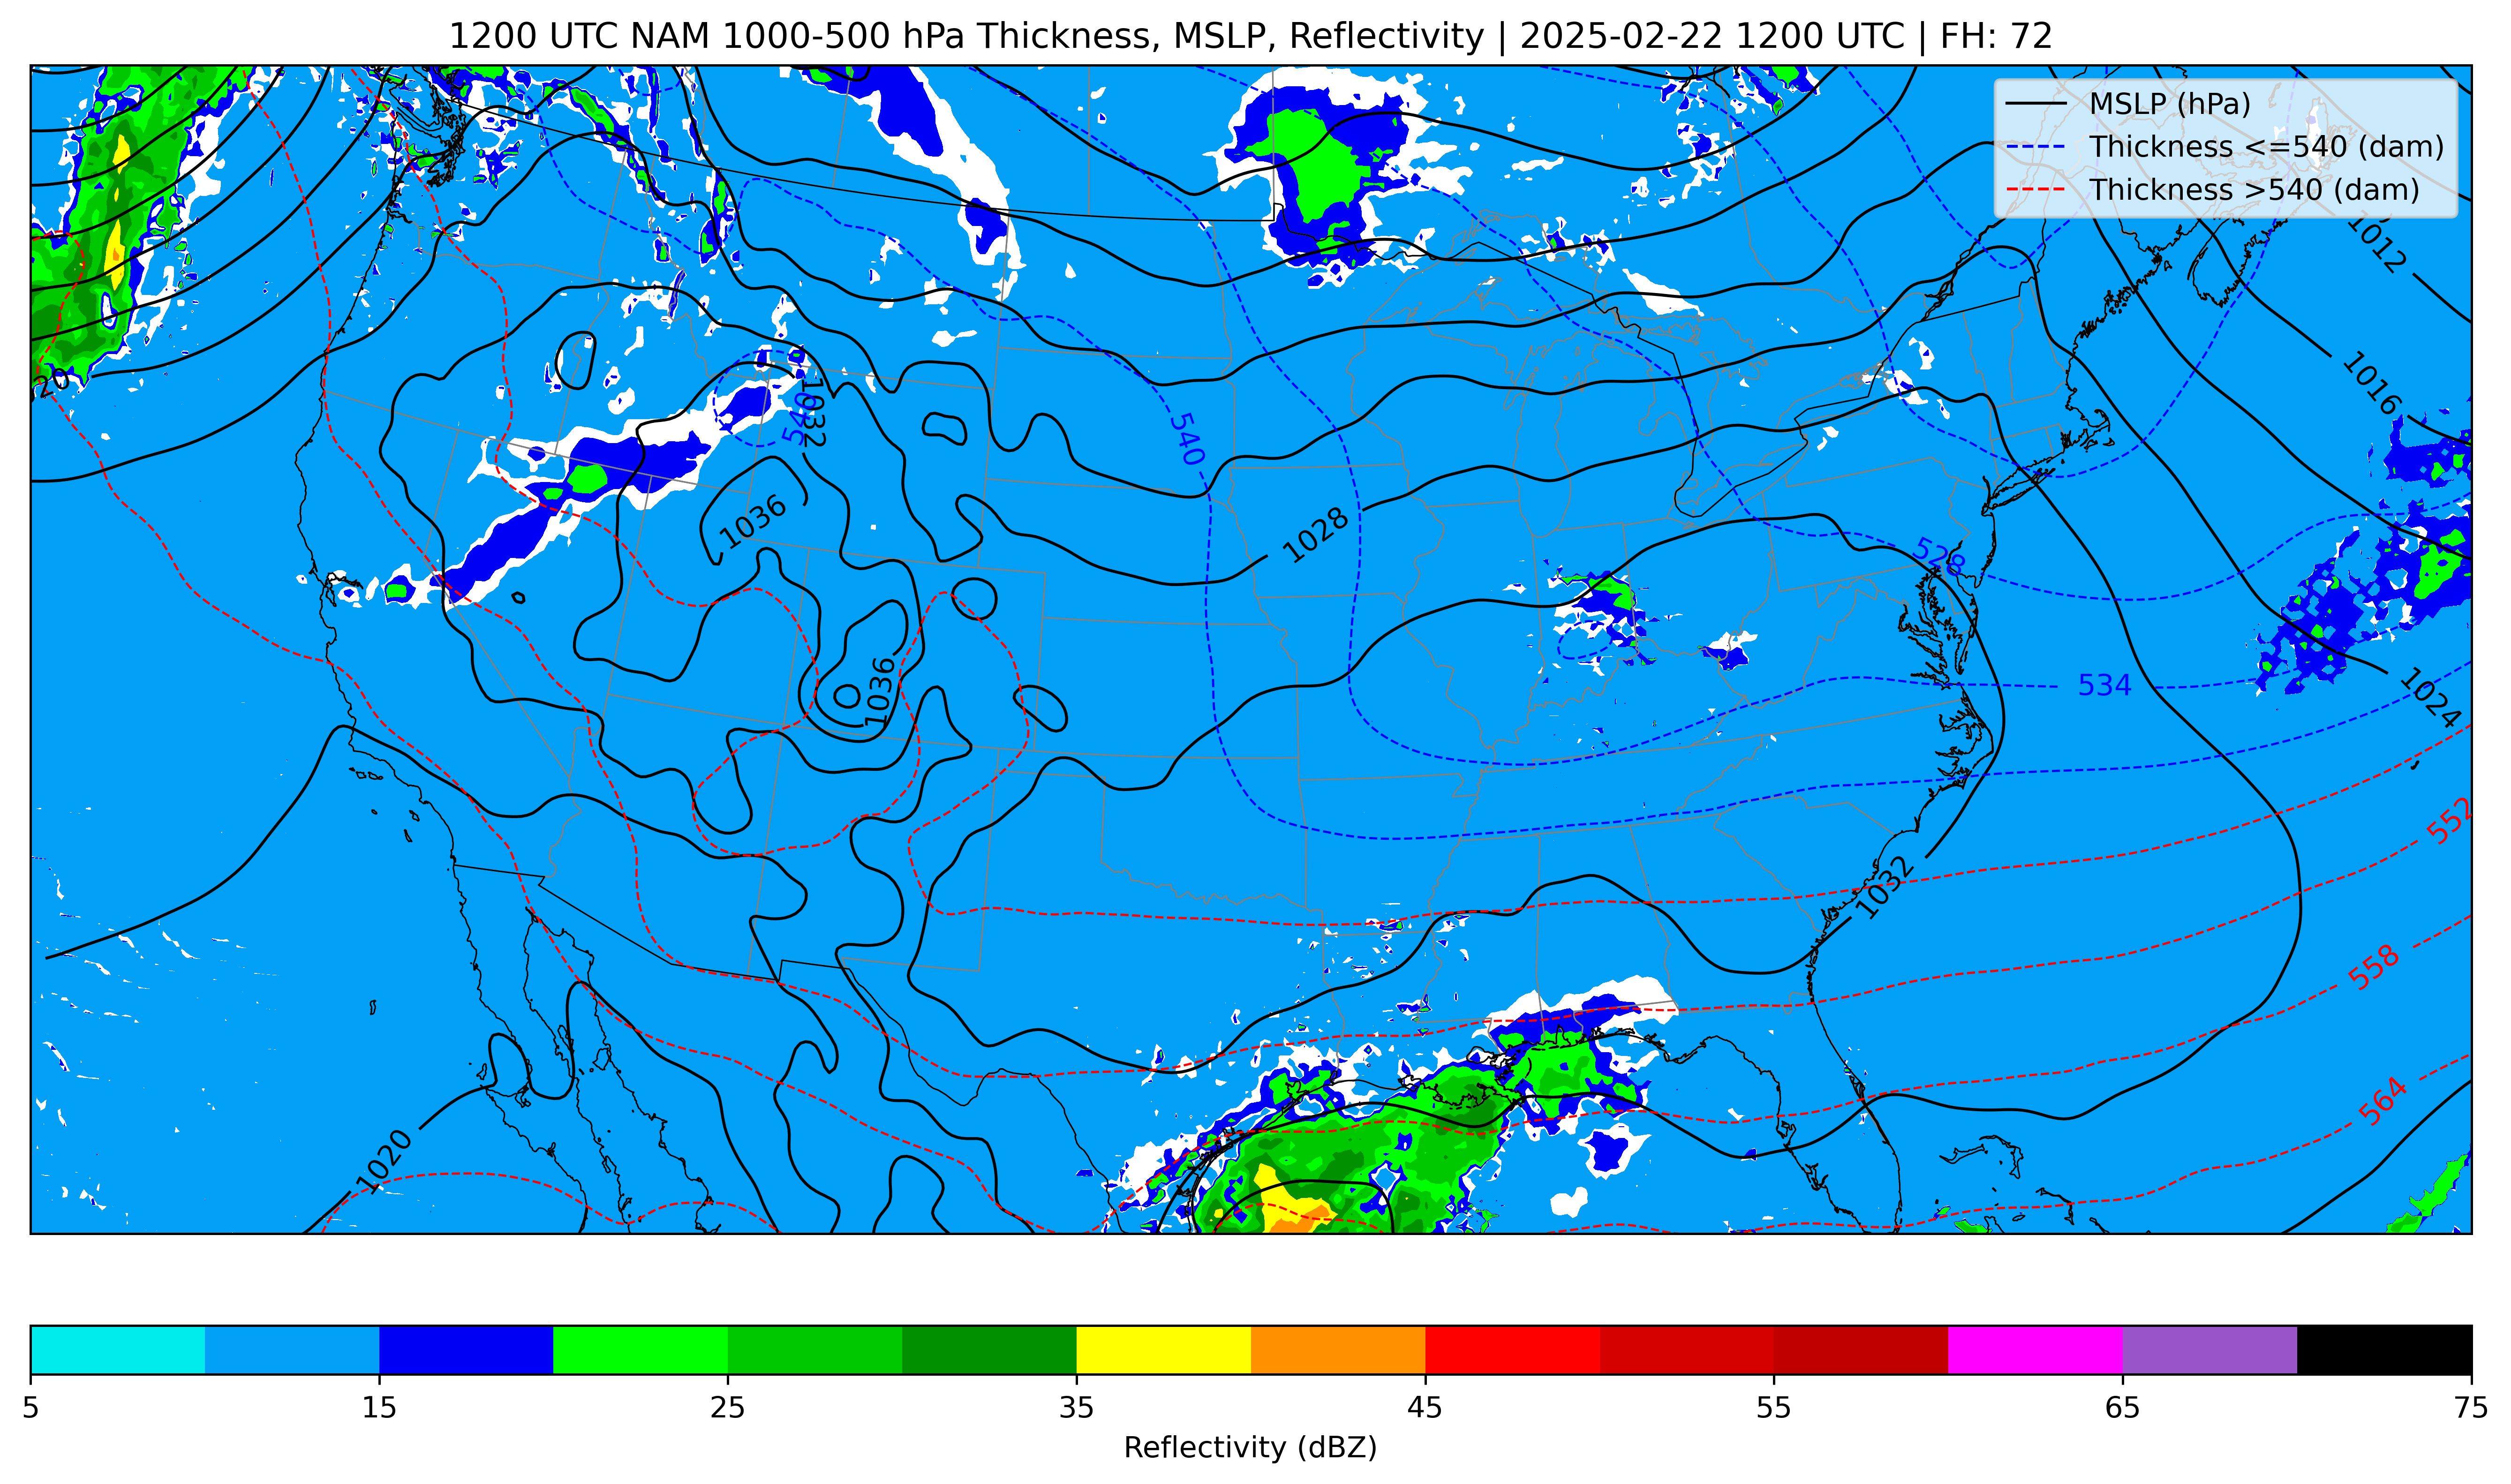 1200 UTC NAM 1000-500 hPa Thickness, MSLP, Reflectivity | 2025-02-22 1200 UTC | FH: 72
MSLP (hPa)
Thickness <=540 (dam)
Thickness >540 (dam)
1012
1016
20
1032
540
540
1036
1028
528
1036
534
1024
552
1032
558
564
1020
5 15 25 35 45 55 65 75
Reflectivity (dBZ)